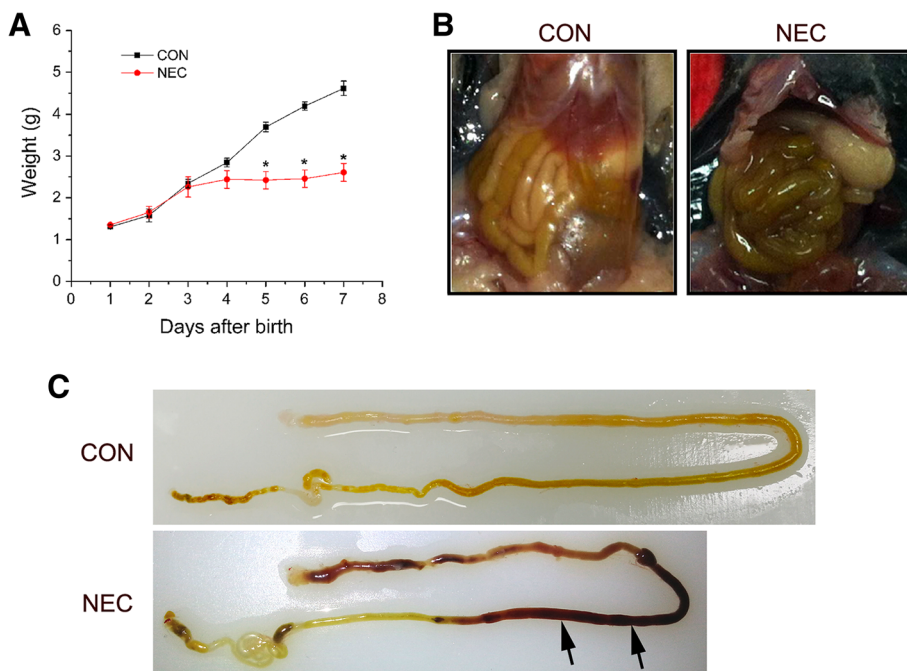 A
Weight (g)
6
5
4
3
2
1
0
CON
NEC
* * *
0 1 2 3 4 5 6 7 8
Days after birth
B
CON NEC
C
CON
NEC